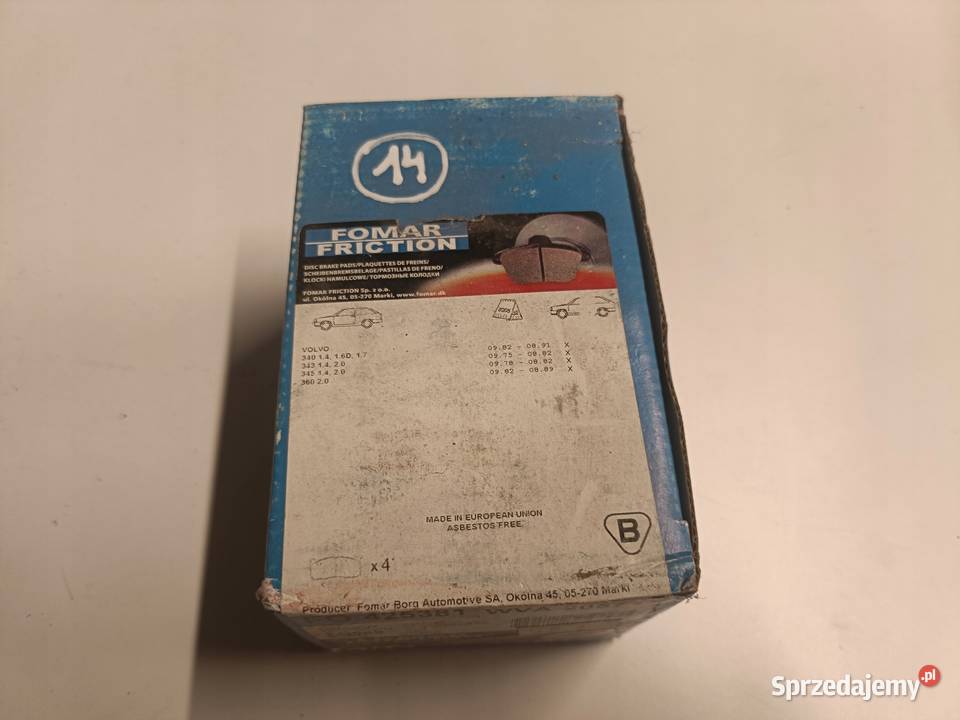 14
FOMAR
FRICTION
DISC BRAKE PADS/PLAQUETTES DE FREINS/
SCHEIBENBREMSBELAGE/PASTILLAS DE FRENO/
KLOCKI HAMULCOWE/ТОРМОЗНЫЕ КОЛОДКИ
FOMAR FRICTION Sp. z o.o.
ul. Okólna 45, 05-270 Marki, www.fomar.dk
VOLVO
340 1.4, 1.6D, 1.7 09.82 - 08.91 X
343 1.4, 2.0 09.75 - 08.82 X
345 1.4, 2.0 09.78 - 08.82 X
360 2.0 09.82 - 08.89 X
MADE IN EUROPEAN UNION
ASBESTOS FREE
B
x 4
Producer Fomar Borg Automotive SA, Okólna 45, 05-270 Marki
Sprzedajemy.pl